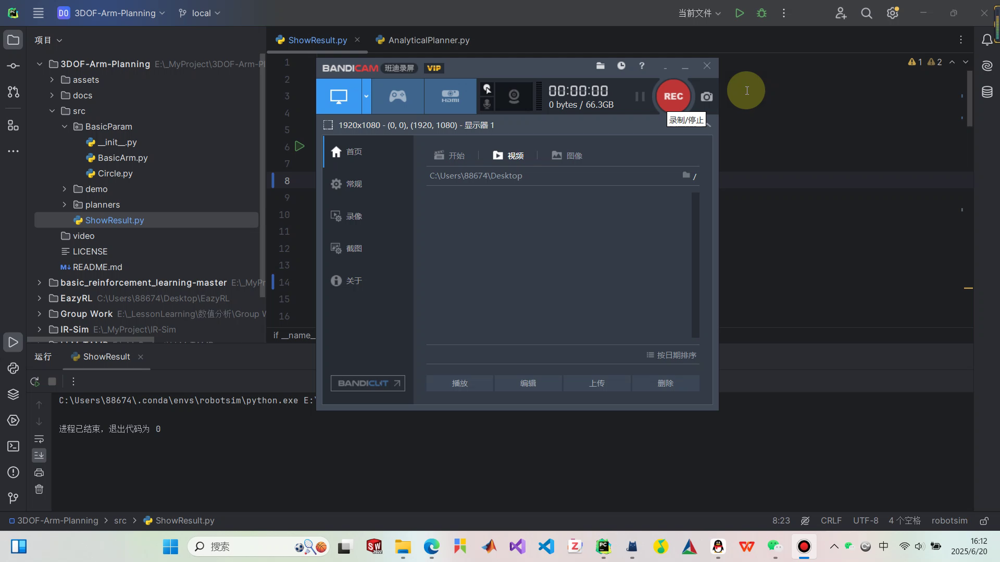 DO 3DOF-Arm-Planning local 当前文件
项目
ShowResult.py AnalyticalPlanner.py
3DOF-Arm-Planning E:\_MyProject\3DOF-Arm-Pl
assets
docs
src
BasicParam
__init__.py
BasicArm.py
Circle.py
demo
planners
ShowResult.py
video
LICENSE
M↓ README.md
basic_reinforcement_learning-master E:\_MyPr
EazyRL C:\Users\88674\Desktop\EazyRL
Group Work E:\_LessonLearning\数值分析\Group W
IR-Sim E:\_MyProject\IR-Sim
1
2
3
4
5
6
7
8
9
10
11
12
13
14
15
16
1 2
if __name_
BANDICAM 班迪录屏 VIP
?
HDMI
00:00:00
0 bytes / 66.3GB
REC
录制/停止
1920x1080 - (0, 0), (1920, 1080) - 显示器 1
首页
常规
录像
截图
关于
BANDICUT
开始 视频 图像
C:\Users\88674\Desktop /
按日期排序
播放 编辑 上传 删除
运行 ShowResult
C:\Users\88674\.conda\envs\robotsim\python.exe E:\
进程已结束，退出代码为 0
3DOF-Arm-Planning > src > ShowResult.py
8:23 CRLF UTF-8 4 个空格 robotsim
搜索
中
16:12
2025/6/20